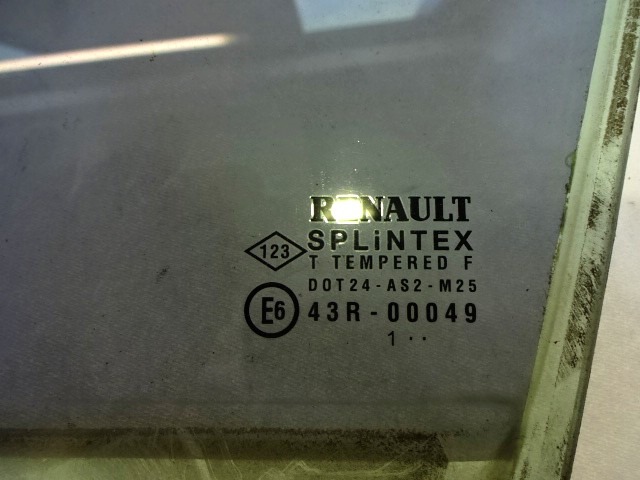 RENAULT
SPLiNTEX
123
T TEMPERED F
DOT24-AS2-M25
E6 43R-00049
1 ··